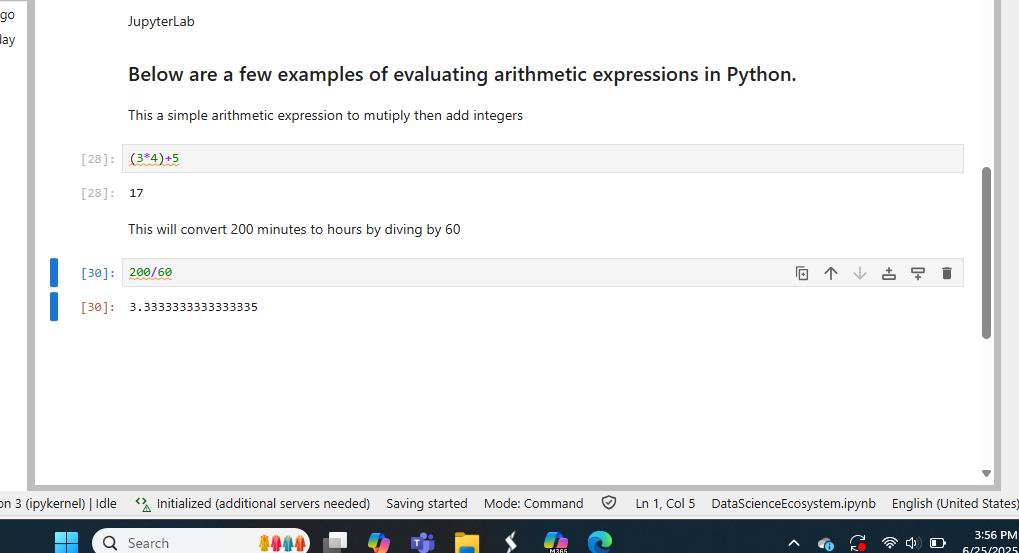 go
JupyterLab
day
Below are a few examples of evaluating arithmetic expressions in Python.
This a simple arithmetic expression to mutiply then add integers
[28]: (3*4)+5
[28]: 17
This will convert 200 minutes to hours by diving by 60
[30]: 200/60
[30]: 3.3333333333333335
on 3 (ipykernel) | Idle Initialized (additional servers needed) Saving started Mode: Command Ln 1, Col 5 DataScienceEcosystem.ipynb English (United States)
Search M365 3:56 PM
6/25/2025